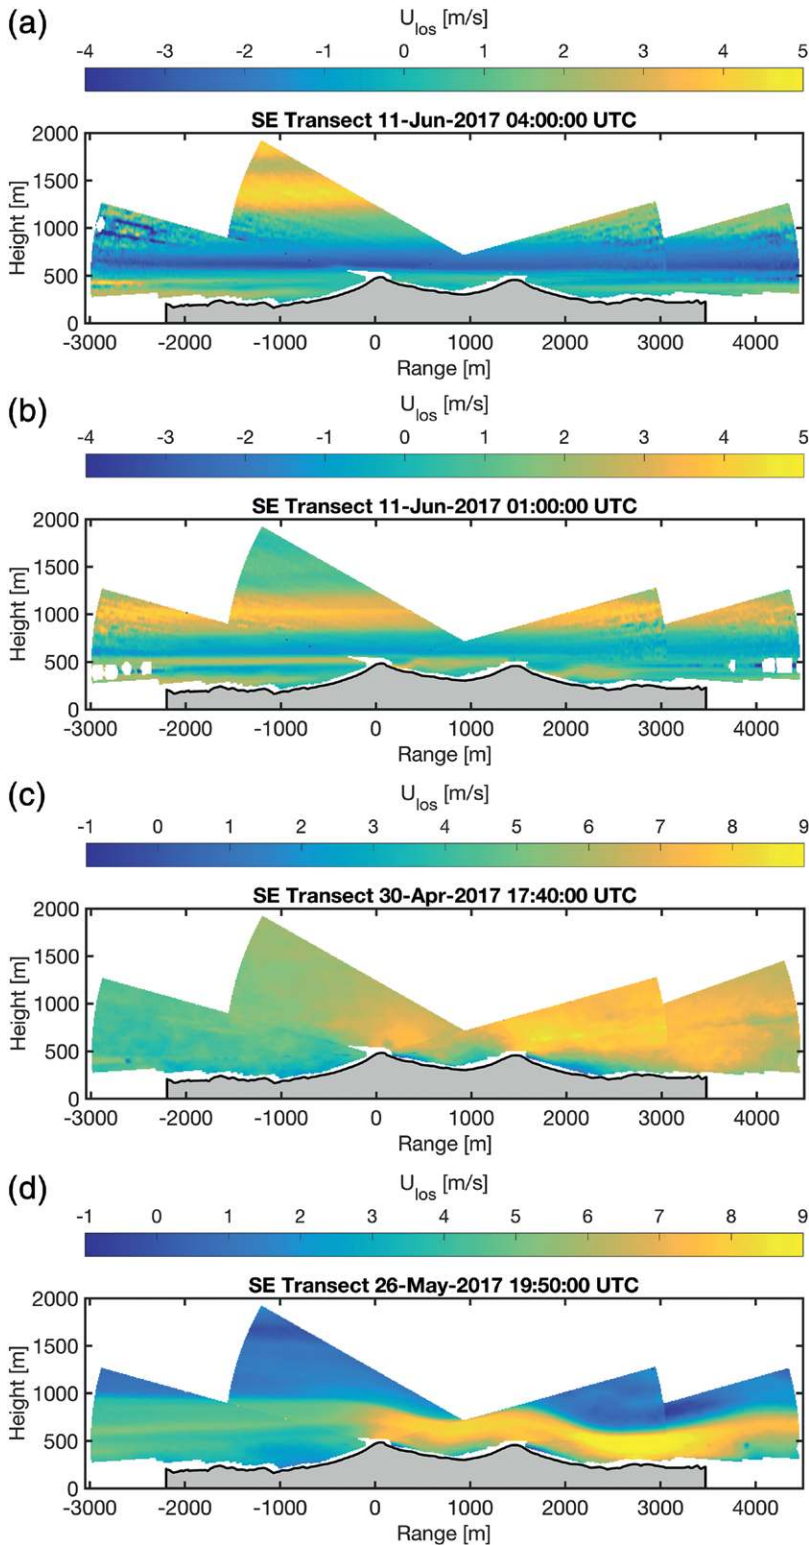 (a)
U_los [m/s]
-4 -3 -2 -1 0 1 2 3 4 5
SE Transect 11-Jun-2017 04:00:00 UTC
2000
1500
1000
500
0
Height [m]
-3000 -2000 -1000 0 1000 2000 3000 4000
Range [m]
(b)
U_los [m/s]
-4 -3 -2 -1 0 1 2 3 4 5
SE Transect 11-Jun-2017 01:00:00 UTC
2000
1500
1000
500
0
Height [m]
-3000 -2000 -1000 0 1000 2000 3000 4000
Range [m]
(c)
U_los [m/s]
-1 0 1 2 3 4 5 6 7 8 9
SE Transect 30-Apr-2017 17:40:00 UTC
2000
1500
1000
500
0
Height [m]
-3000 -2000 -1000 0 1000 2000 3000 4000
Range [m]
(d)
U_los [m/s]
-1 0 1 2 3 4 5 6 7 8 9
SE Transect 26-May-2017 19:50:00 UTC
2000
1500
1000
500
0
Height [m]
-3000 -2000 -1000 0 1000 2000 3000 4000
Range [m]